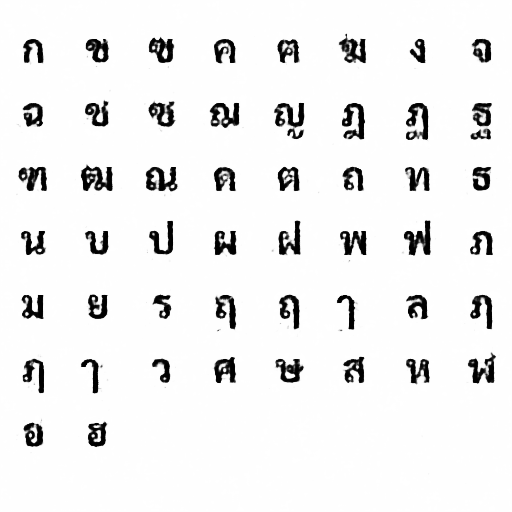 ก ข ฃ ค ฅ ฆ ง จ
ฉ ช ซ ฌ ญ ฎ ฏ ฐ
ฑ ฒ ณ ด ต ถ ท ธ
น บ ป ผ ฝ พ ฟ ภ
ม ย ร ฤ ฤ ๅ ล ฦ
ฦ ๅ ว ศ ษ ส ห ฬ
อ ฮ